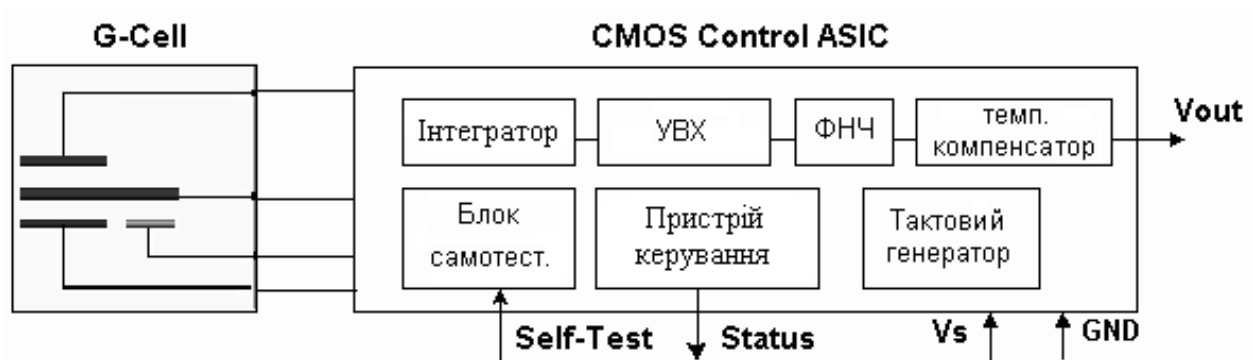 G-Cell
CMOS Control ASIC
Інтегратор
УВХ
ФНЧ
темп.
компенсатор
Vout
Блок
самотест.
Пристрій
керування
Тактовий
генератор
Self-Test
Status
Vs
GND